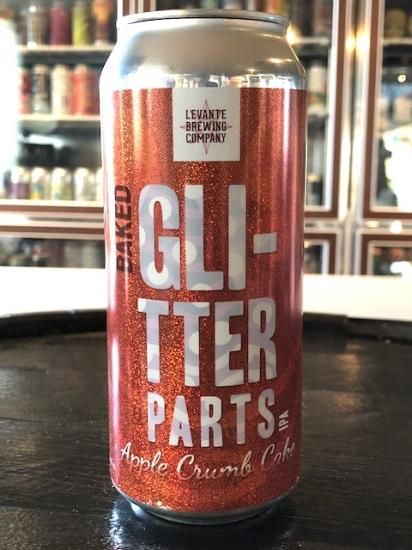 LEVANTE
BREWING
COMPANY
BAKED
GLI-
TTER
PARTS
IPA
Apple Crumb Cake